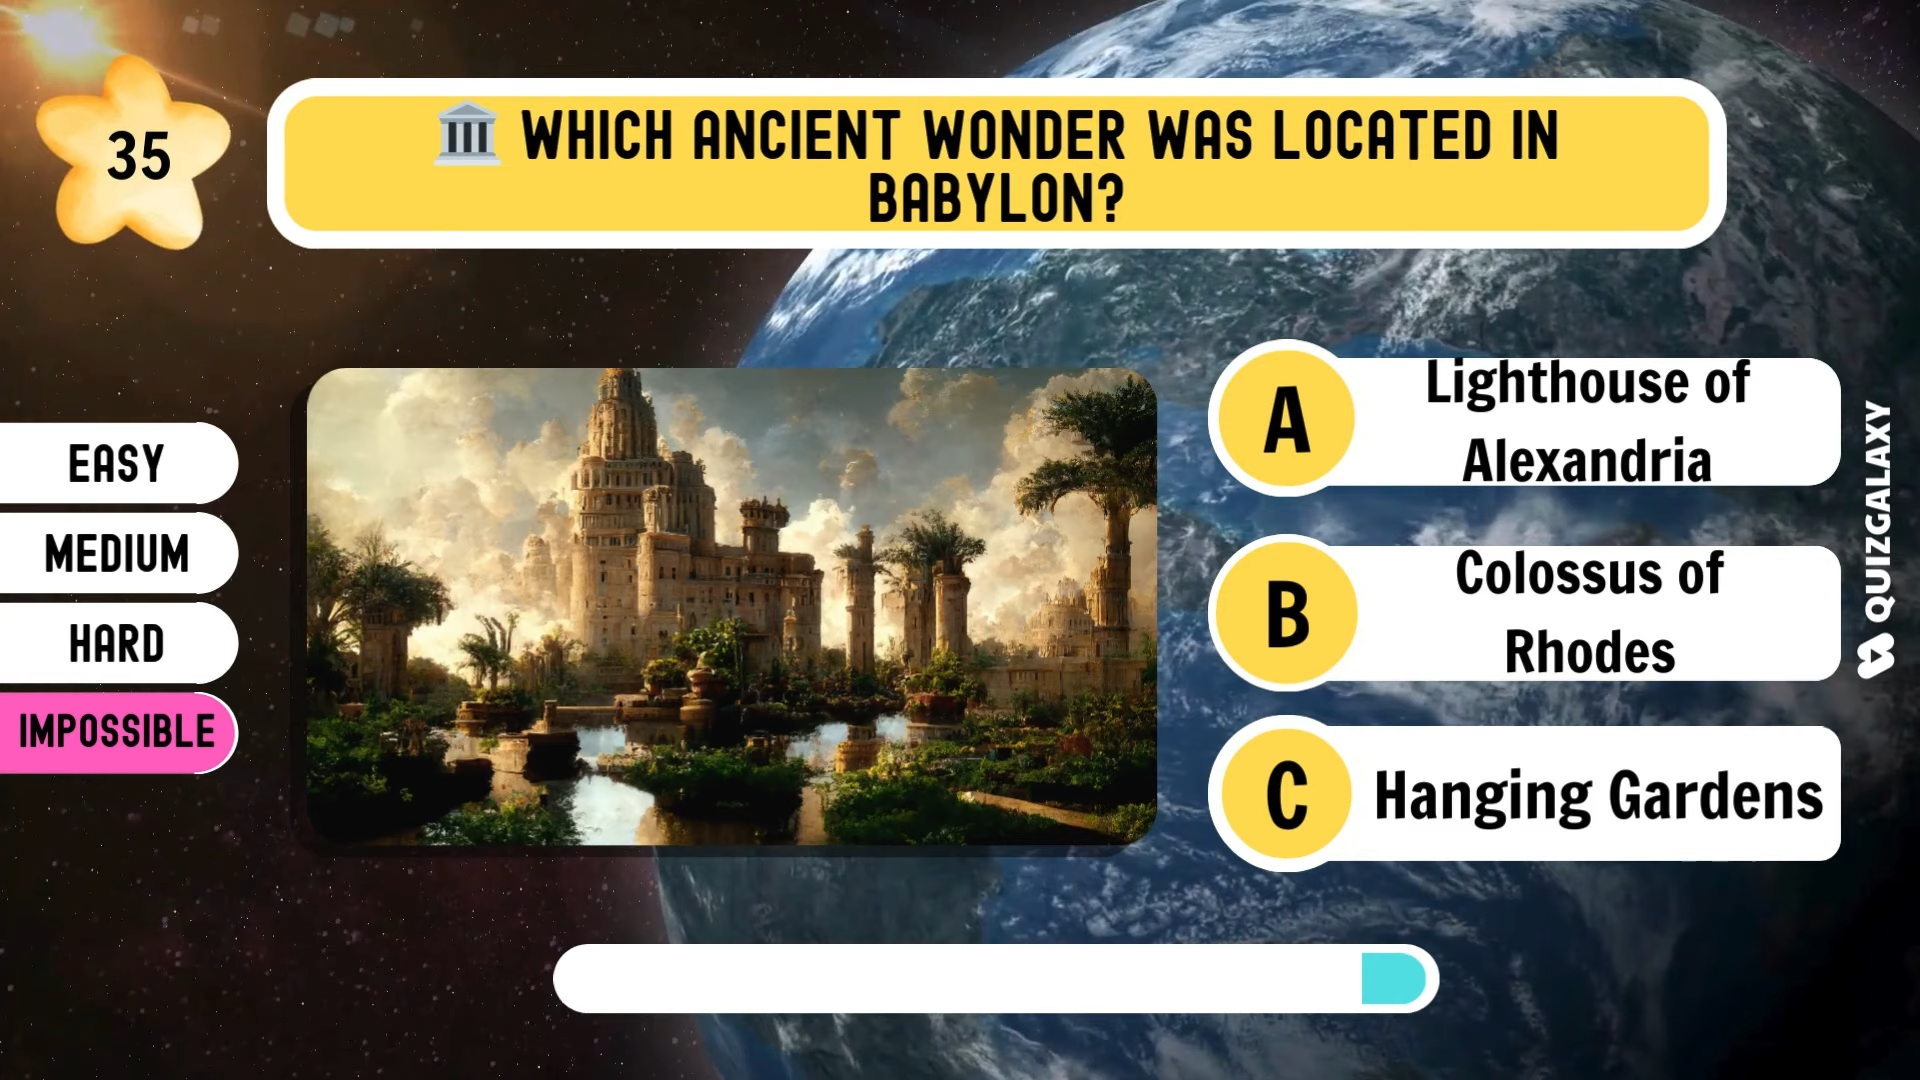 35
🏛️ WHICH ANCIENT WONDER WAS LOCATED IN
BABYLON?
EASY
MEDIUM
HARD
IMPOSSIBLE
A
Lighthouse of
Alexandria
B
Colossus of
Rhodes
C
Hanging Gardens
QUIZGALAXY